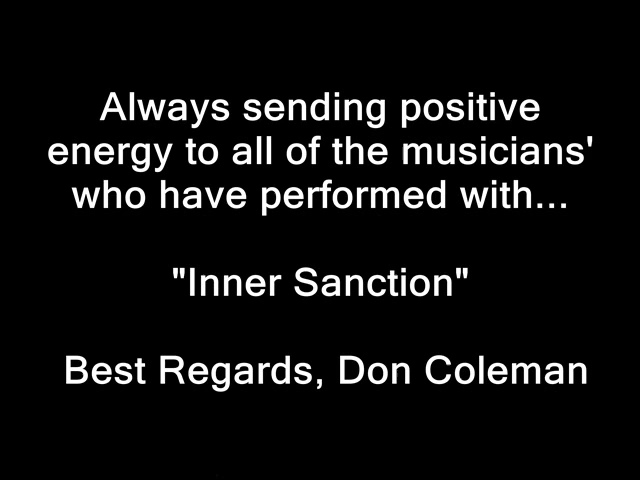 Always sending positive
energy to all of the musicians'
who have performed with...
"Inner Sanction"
Best Regards, Don Coleman